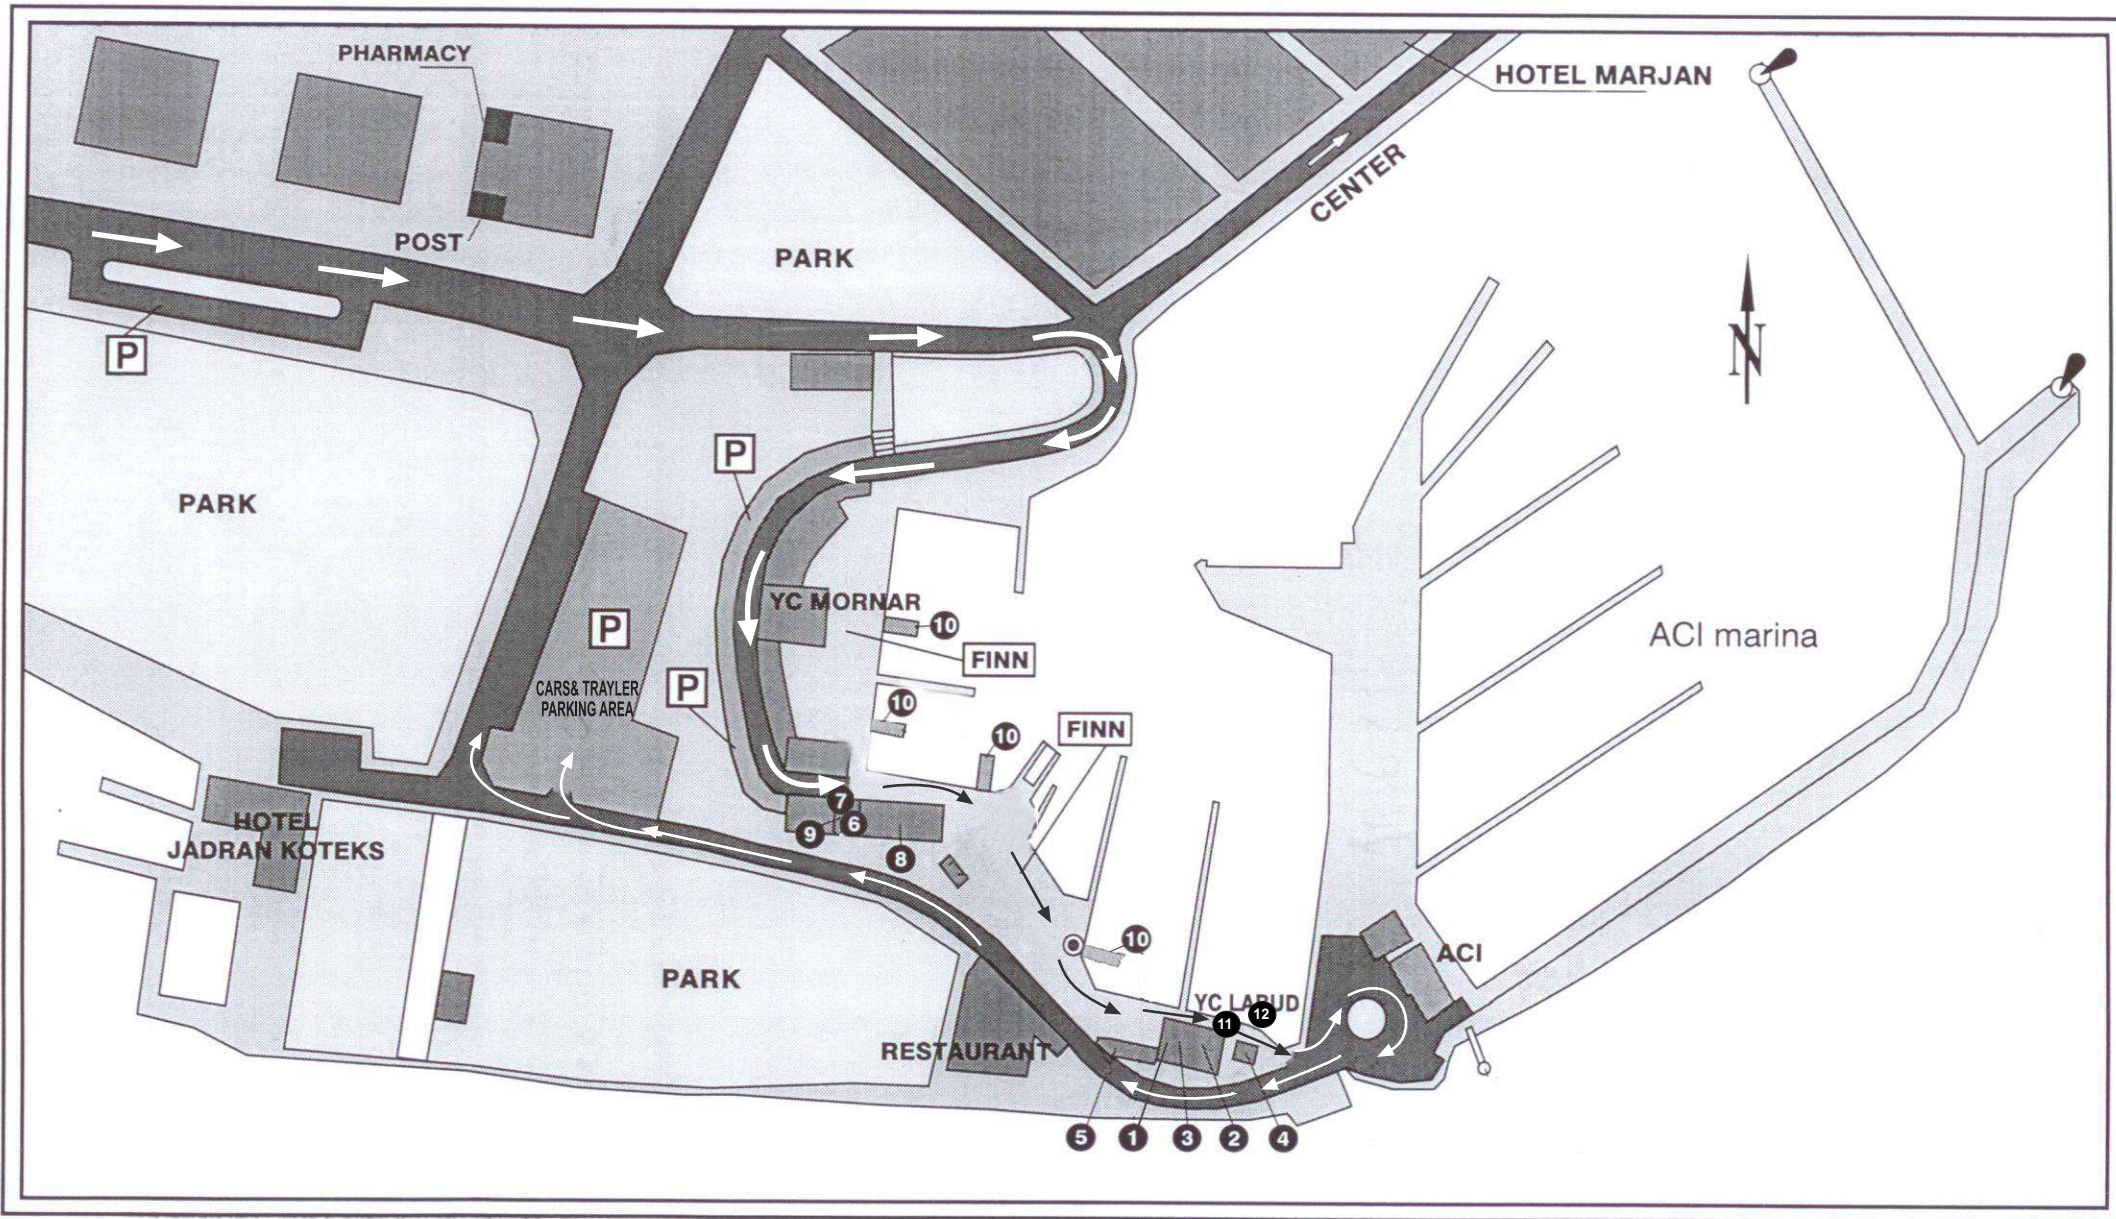 PHARMACY
HOTEL MARJAN
CENTER
POST
PARK
P
N
P
PARK
YC MORNAR
10
P
FINN
ACI marina
CARS& TRAYLER
PARKING AREA
P
10
FINN
10
7
HOTEL
JADRAN KOTEKS
9
6
8
10
ACI
PARK
YC LABUD
11
12
RESTAURANT
5
1
3
2
4